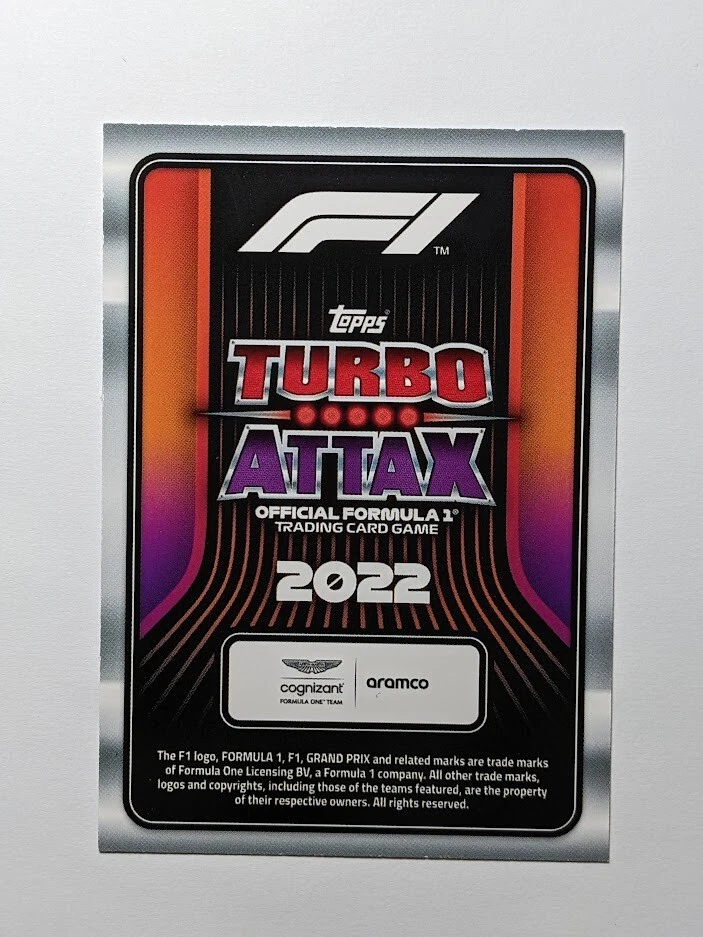 F1™
Topps®
TURBO
ATTAX
OFFICIAL FORMULA 1®
TRADING CARD GAME
2022
cognizant
FORMULA ONE™ TEAM
aramco
The F1 logo, FORMULA 1, F1, GRAND PRIX and related marks are trade marks
of Formula One Licensing BV, a Formula 1 company. All other trade marks,
logos and copyrights, including those of the teams featured, are the property
of their respective owners. All rights reserved.